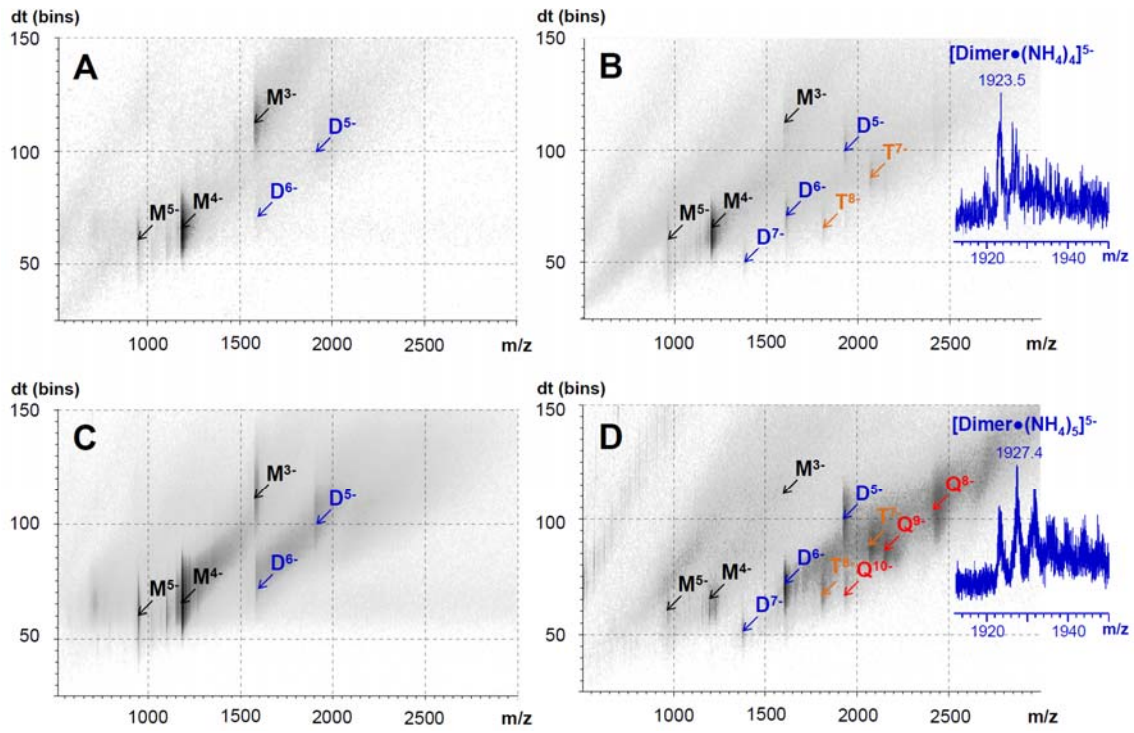 dt (bins)
150
100
50
1000
1500
2000
2500
m/z
A
M³⁻
D⁵⁻
D⁶⁻
M⁵⁻
M⁴⁻
dt (bins)
150
100
50
1000
1500
2000
2500
m/z
B
M³⁻
D⁵⁻
T⁷⁻
D⁶⁻
M⁵⁻
M⁴⁻
T⁸⁻
D⁷⁻
[Dimer●(NH₄)₄]⁵⁻
1923.5
1920
1940
m/z
dt (bins)
150
100
50
1000
1500
2000
2500
m/z
C
M³⁻
D⁵⁻
M⁵⁻
M⁴⁻
D⁶⁻
dt (bins)
150
100
50
1000
1500
2000
2500
m/z
D
M³⁻
D⁵⁻
Q⁸⁻
T⁷⁻
Q⁹⁻
D⁶⁻
M⁵⁻
M⁴⁻
T⁸⁻
Q¹⁰⁻
D⁷⁻
[Dimer●(NH₄)₅]⁵⁻
1927.4
1920
1940
m/z